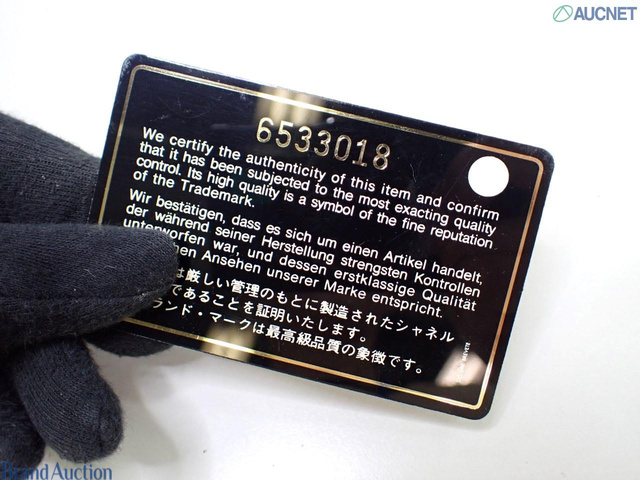 AUCNET
6533018
We certify the authenticity of this item and confirm
that it has been subjected to the most exacting quality
control. Its high quality is a symbol of the fine reputation
of the Trademark.
Wir bestätigen, dass es sich um einen Artikel handelt,
der während seiner Herstellung strengsten Kontrollen
unterworfen war, und dessen erstklassige Qualität
hen Ansehen unserer Marke entspricht.
は厳しい管理のもとに製造されたシャネル
であることを証明いたします。
ランド・マークは最高級品質の象徴です。
BrandAuction